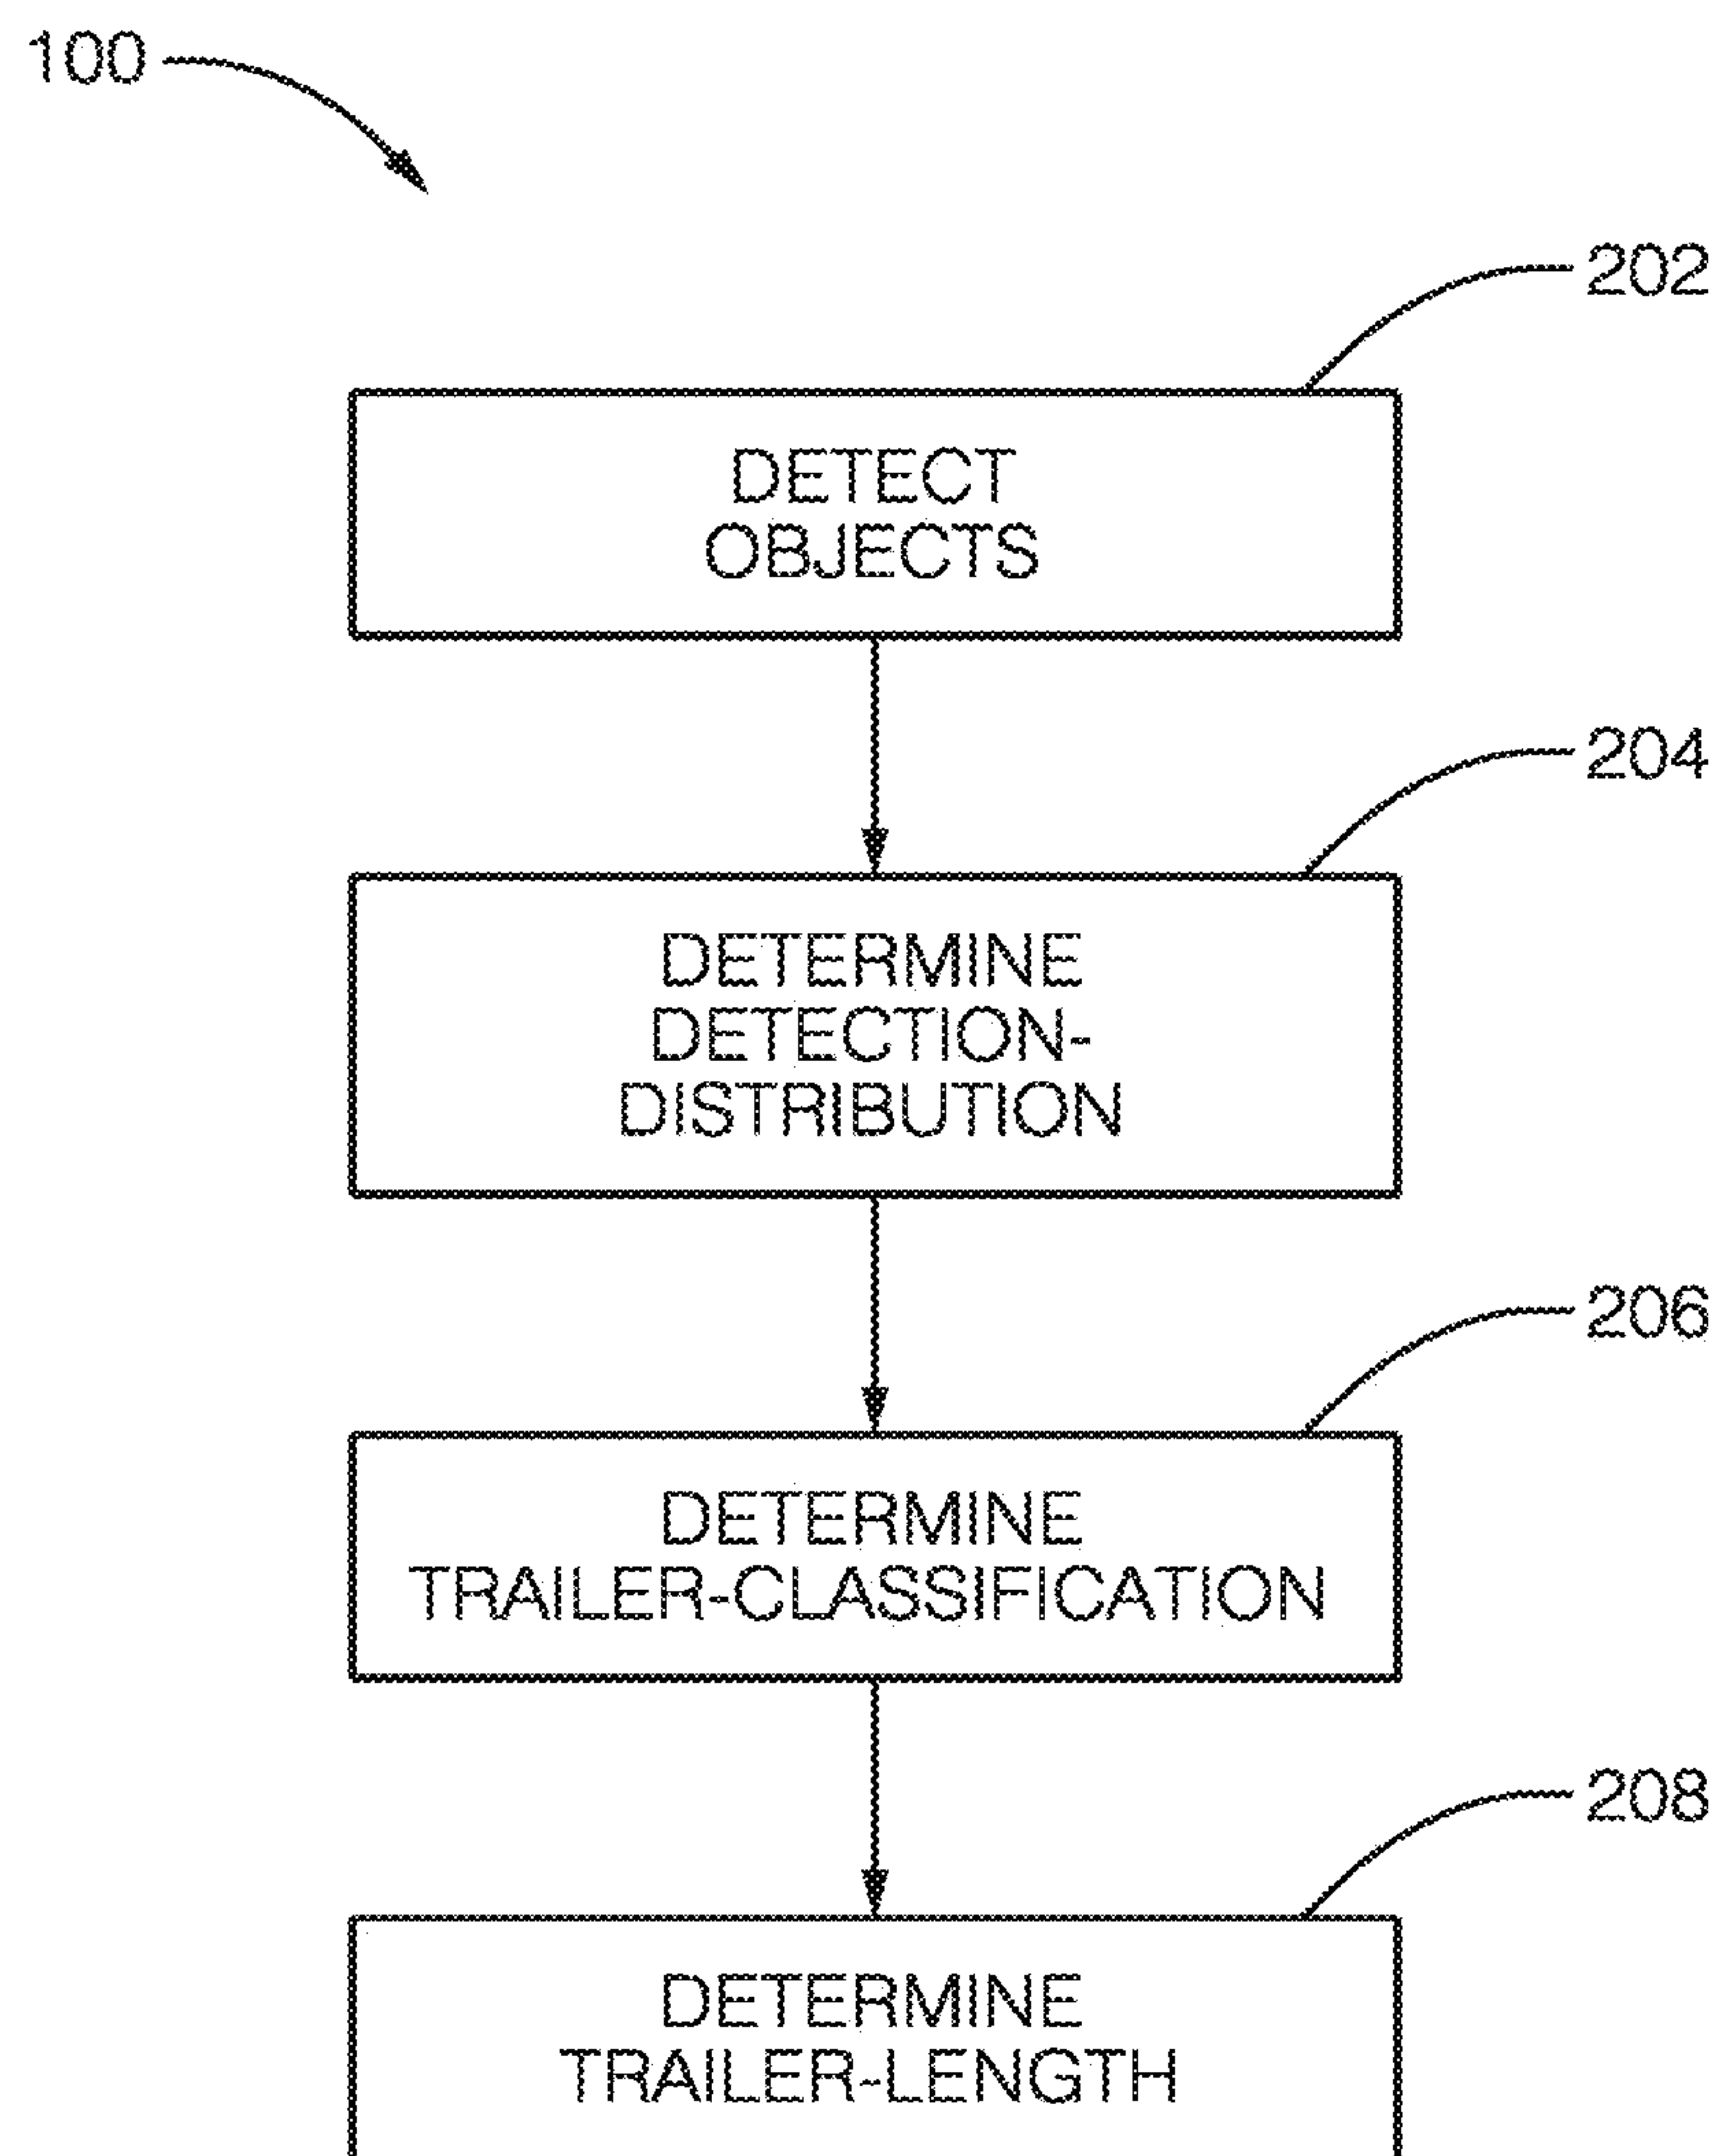 100
202
DETECT
OBJECTS
204
DETERMINE
DETECTION-
DISTRIBUTION
206
DETERMINE
TRAILER-CLASSIFICATION
208
DETERMINE
TRAILER-LENGTH